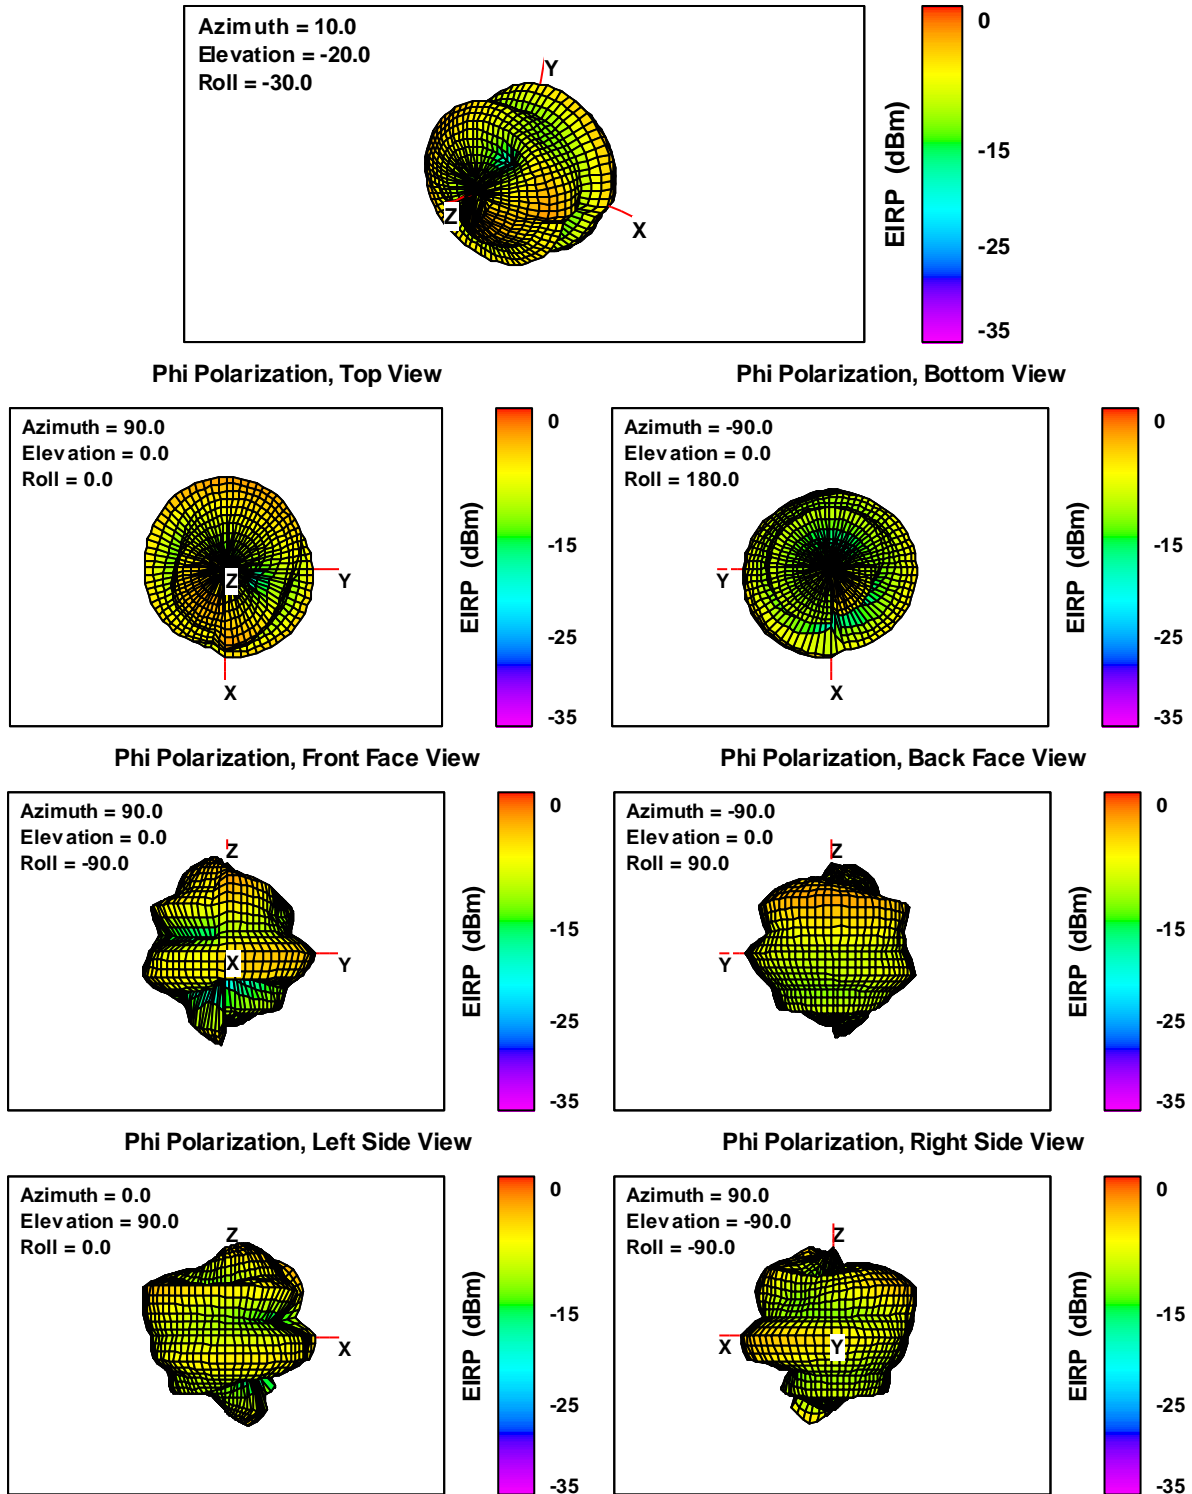 Azimuth = 10.0
Elevation = -20.0
Roll = -30.0
Y
Z
X
EIRP (dBm)
0
-15
-25
-35
Phi Polarization, Top View
Azimuth = 90.0
Elevation = 0.0
Roll = 0.0
Z
Y
X
EIRP (dBm)
0
-15
-25
-35
Phi Polarization, Bottom View
Azimuth = -90.0
Elevation = 0.0
Roll = 180.0
Y
X
EIRP (dBm)
0
-15
-25
-35
Phi Polarization, Front Face View
Azimuth = 90.0
Elevation = 0.0
Roll = -90.0
Z
X
Y
EIRP (dBm)
0
-15
-25
-35
Phi Polarization, Back Face View
Azimuth = -90.0
Elevation = 0.0
Roll = 90.0
Z
Y
EIRP (dBm)
0
-15
-25
-35
Phi Polarization, Left Side View
Azimuth = 0.0
Elevation = 90.0
Roll = 0.0
Z
X
EIRP (dBm)
0
-15
-25
-35
Phi Polarization, Right Side View
Azimuth = 90.0
Elevation = -90.0
Roll = -90.0
Z
X
Y
EIRP (dBm)
0
-15
-25
-35